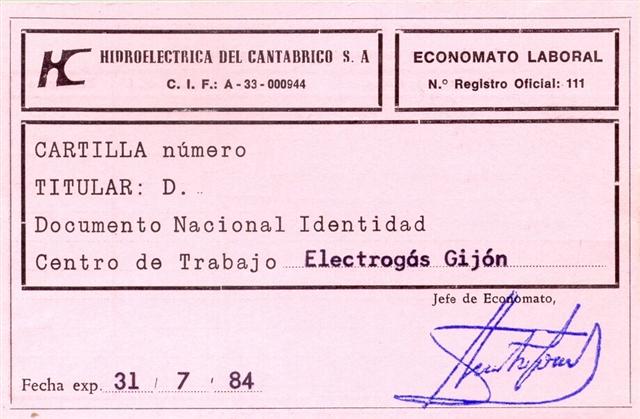 HC HIDROELECTRICA DEL CANTABRICO S. A
C. I. F.: A - 33 - 000944
ECONOMATO LABORAL
N.º Registro Oficial: 111
CARTILLA número
TITULAR: D.
Documento Nacional Identidad
Centro de Trabajo Electrogás Gijón
Jefe de Economato,
Fecha exp. 31 / 7 / 84